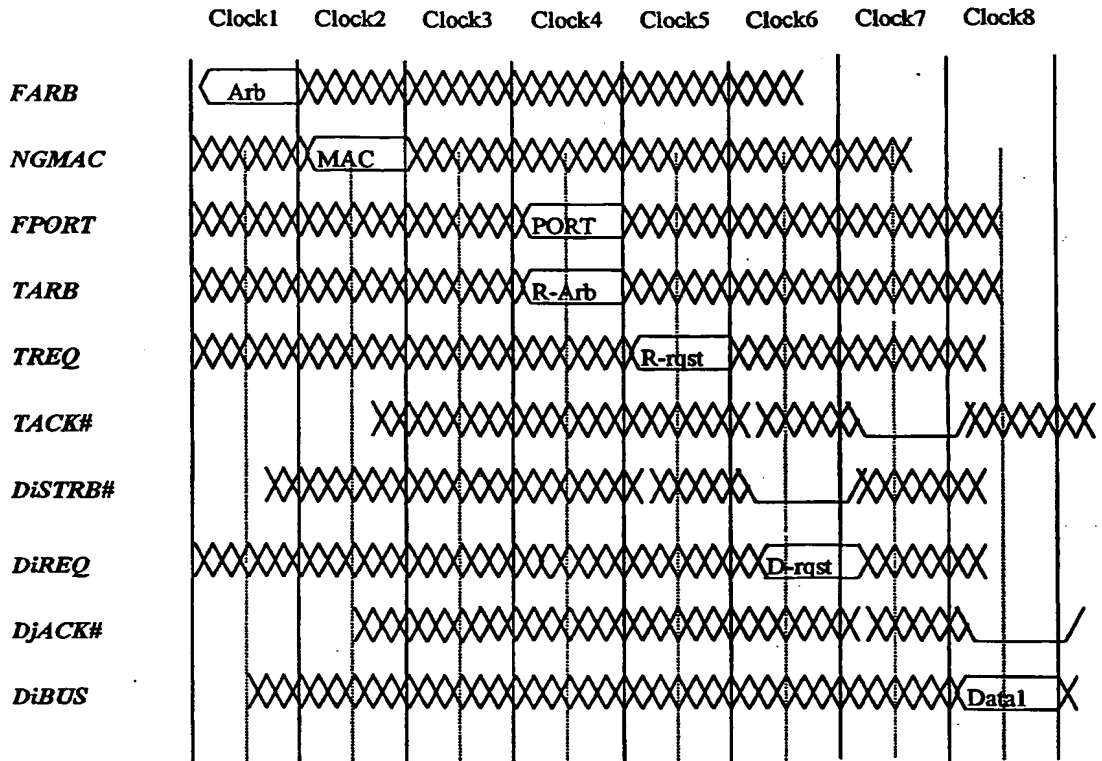 Clock1 Clock2 Clock3 Clock4 Clock5 Clock6 Clock7 Clock8
FARB Arb
NGMAC MAC
FPORT PORT
TARB R-Arb
TREQ R-rqst
TACK#
DiSTRB#
DiREQ D-rqst
DjACK#
DiBUS Data1